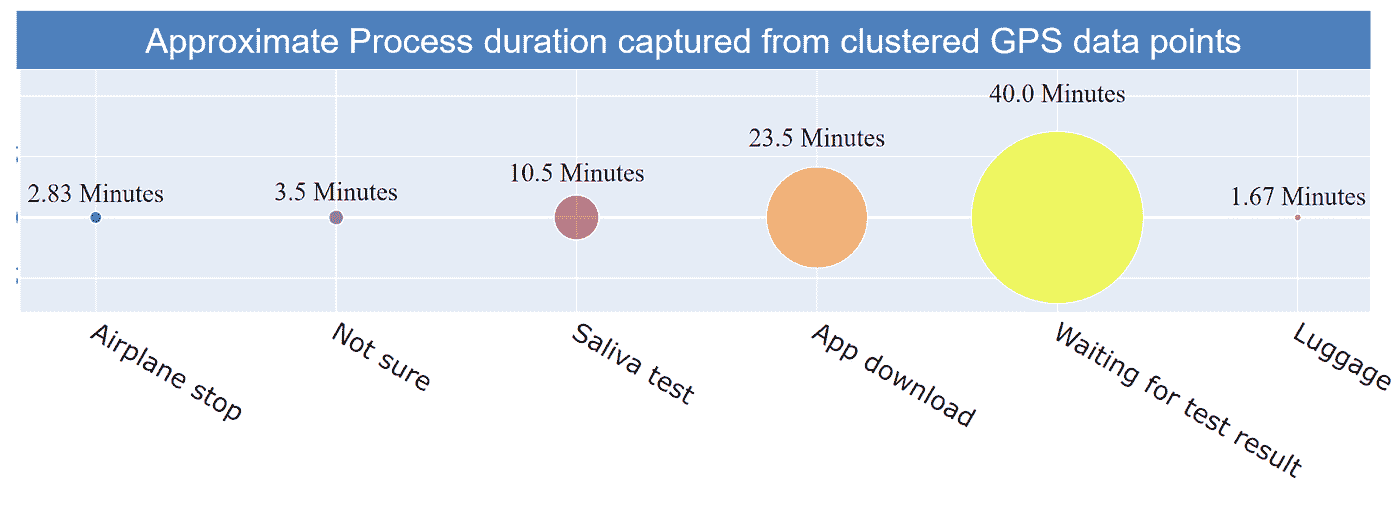 Approximate Process duration captured from clustered GPS data points
40.0 Minutes
23.5 Minutes
10.5 Minutes
2.83 Minutes
3.5 Minutes
1.67 Minutes
Airplane stop
Not sure
Saliva test
App download
Waiting for test result
Luggage